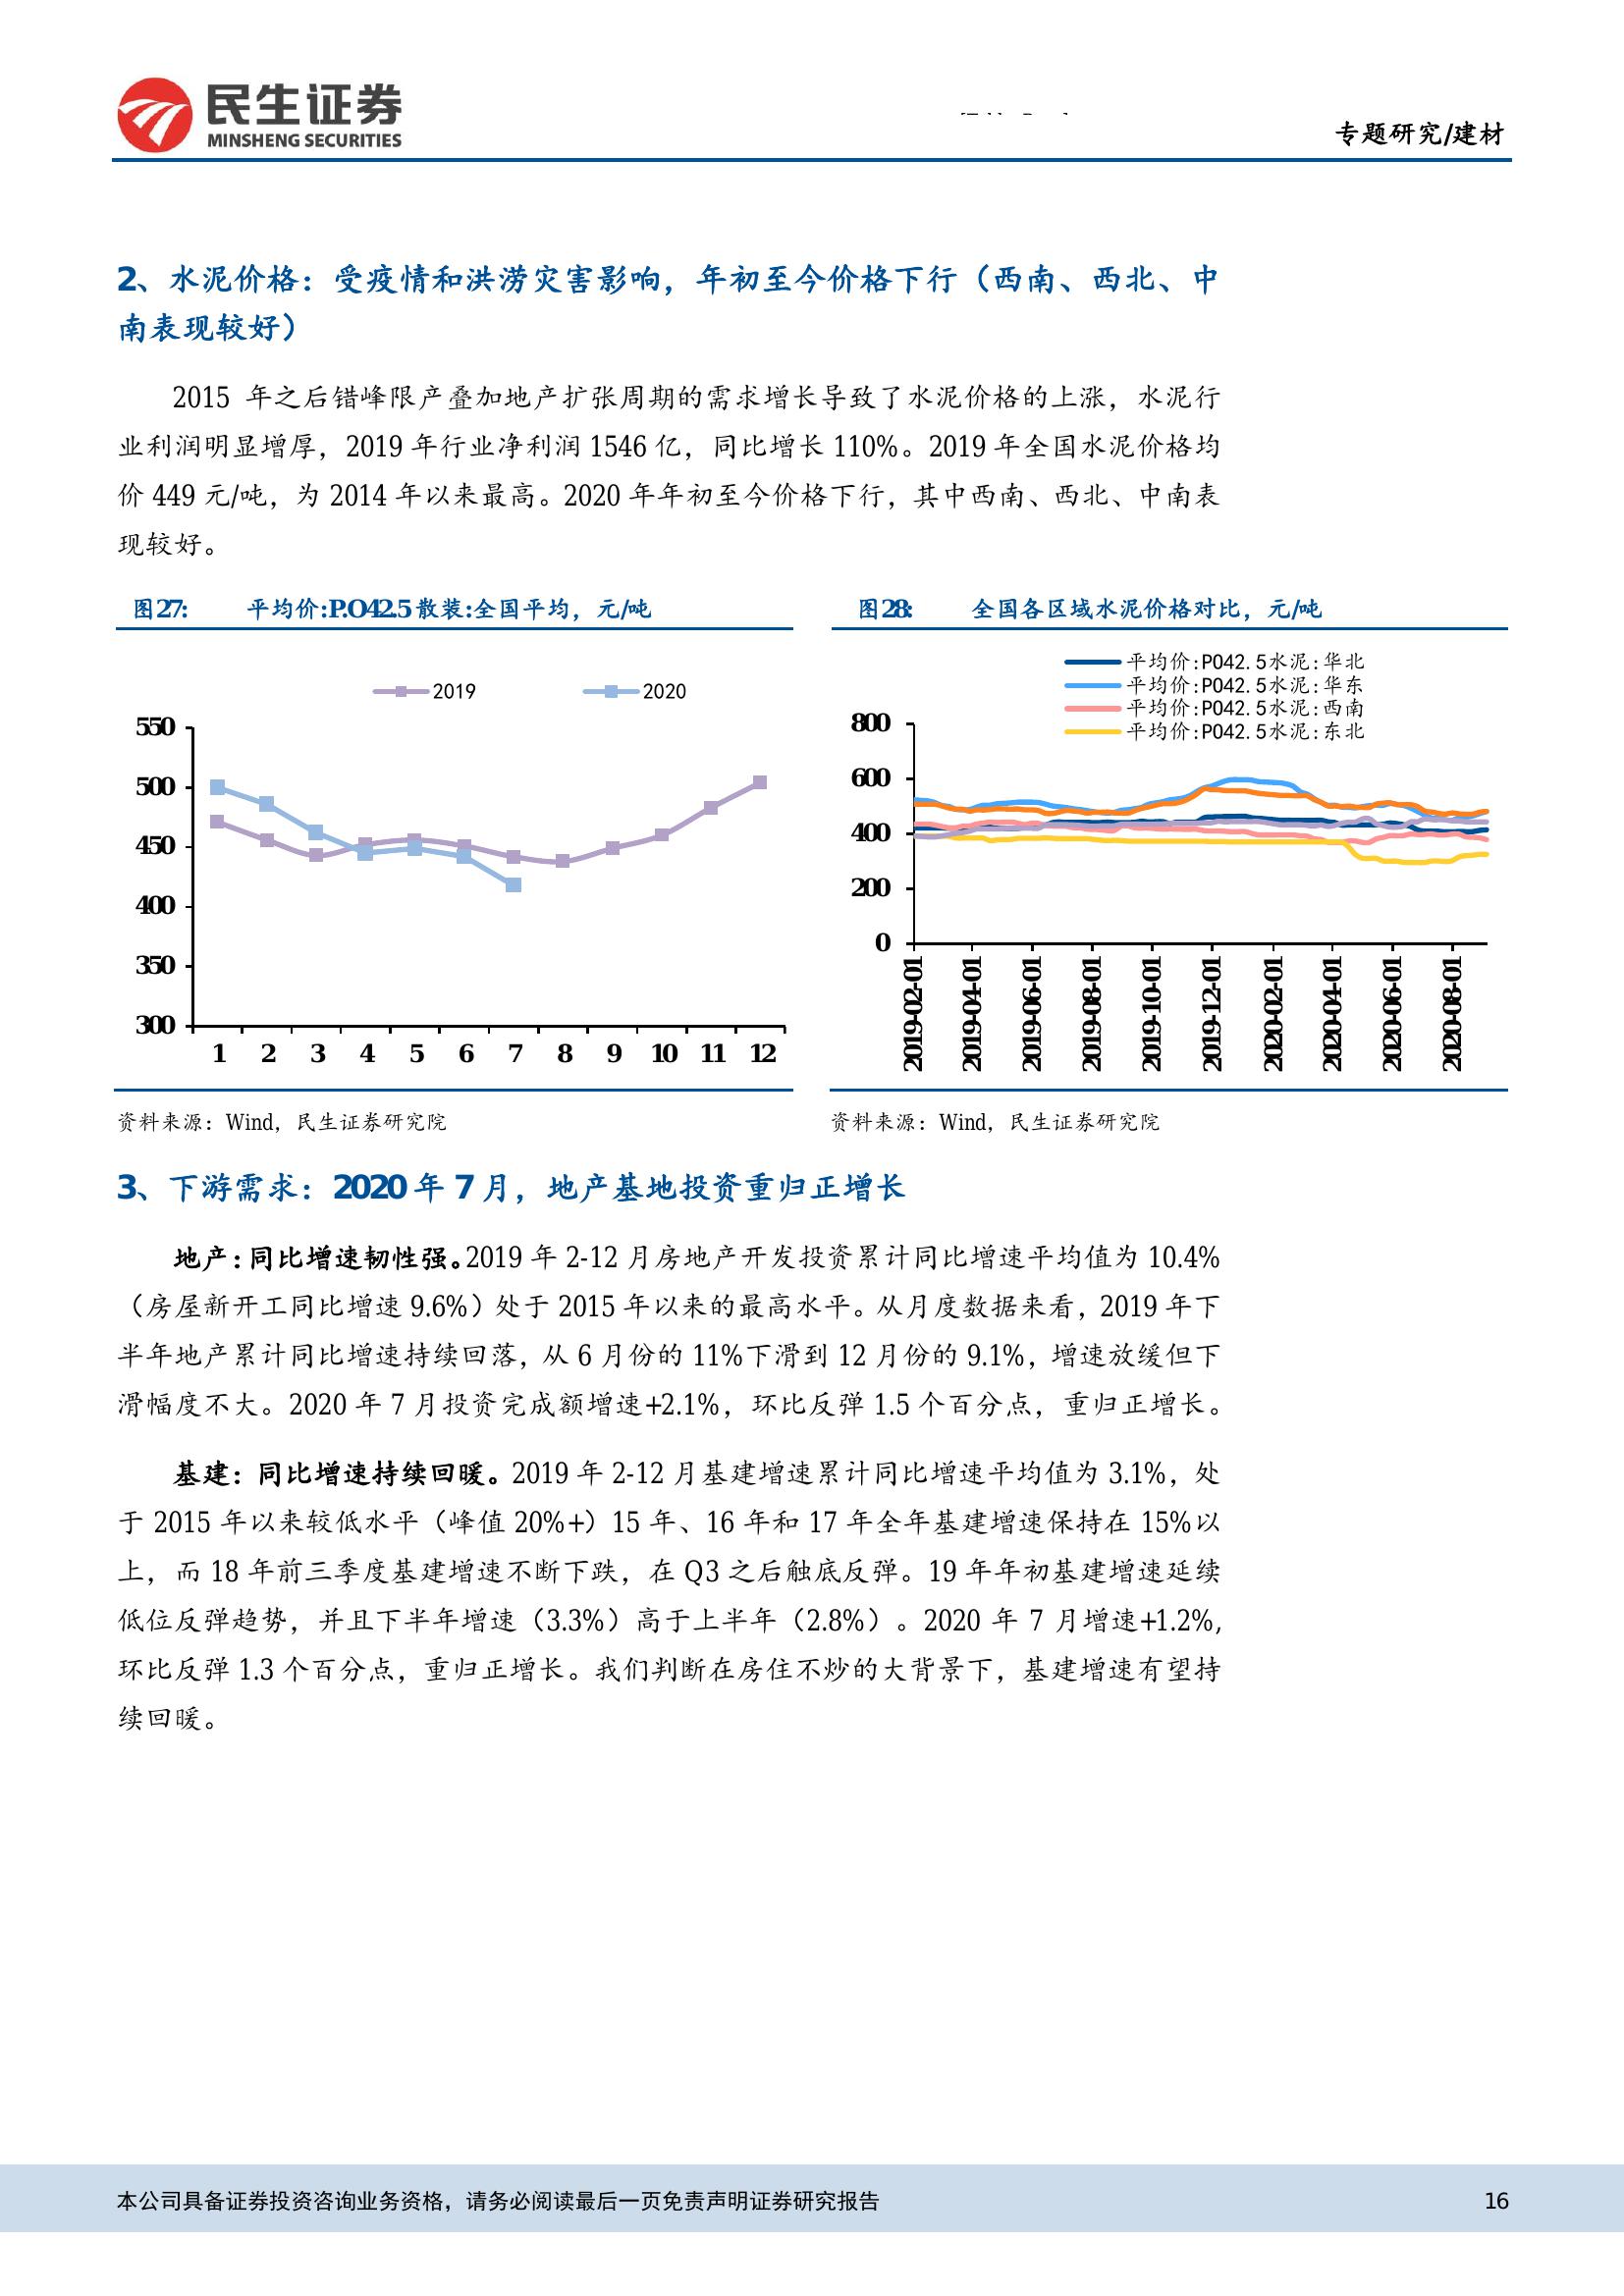 民生证券
MINSHENG SECURITIES
专题研究/建材
2、水泥价格：受疫情和洪涝灾害影响，年初至今价格下行（西南、西北、中
南表现较好）
2015 年之后错峰限产叠加地产扩张周期的需求增长导致了水泥价格的上涨，水泥行
业利润明显增厚，2019 年行业净利润 1546 亿，同比增长 110%。2019 年全国水泥价格均
价 449 元/吨，为 2014 年以来最高。2020 年年初至今价格下行，其中西南、西北、中南表
现较好。
图27: 平均价:P.O42.5 散装:全国平均，元/吨
2019 2020
550
500
450
400
350
300
1 2 3 4 5 6 7 8 9 10 11 12
资料来源：Wind，民生证券研究院
图28: 全国各区域水泥价格对比，元/吨
平均价:PO42.5水泥:华北
平均价:PO42.5水泥:华东
平均价:PO42.5水泥:西南
平均价:PO42.5水泥:东北
800
600
400
200
0
2019-02-01 2019-04-01 2019-06-01 2019-08-01 2019-10-01 2019-12-01 2020-02-01 2020-04-01 2020-06-01 2020-08-01
资料来源：Wind，民生证券研究院
3、下游需求：2020 年 7 月，地产基地投资重归正增长
地产：同比增速韧性强。2019 年 2-12 月房地产开发投资累计同比增速平均值为 10.4%
（房屋新开工同比增速 9.6%）处于 2015 年以来的最高水平。从月度数据来看，2019 年下
半年地产累计同比增速持续回落，从 6 月份的 11%下滑到 12 月份的 9.1%，增速放缓但下
滑幅度不大。2020 年 7 月投资完成额增速+2.1%，环比反弹 1.5 个百分点，重归正增长。
基建：同比增速持续回暖。2019 年 2-12 月基建增速累计同比增速平均值为 3.1%，处
于 2015 年以来较低水平（峰值 20%+）15 年、16 年和 17 年全年基建增速保持在 15%以
上，而 18 年前三季度基建增速不断下跌，在 Q3 之后触底反弹。19 年年初基建增速延续
低位反弹趋势，并且下半年增速（3.3%）高于上半年（2.8%）。2020 年 7 月增速+1.2%,
环比反弹 1.3 个百分点，重归正增长。我们判断在房住不炒的大背景下，基建增速有望持
续回暖。
本公司具备证券投资咨询业务资格，请务必阅读最后一页免责声明证券研究报告 16